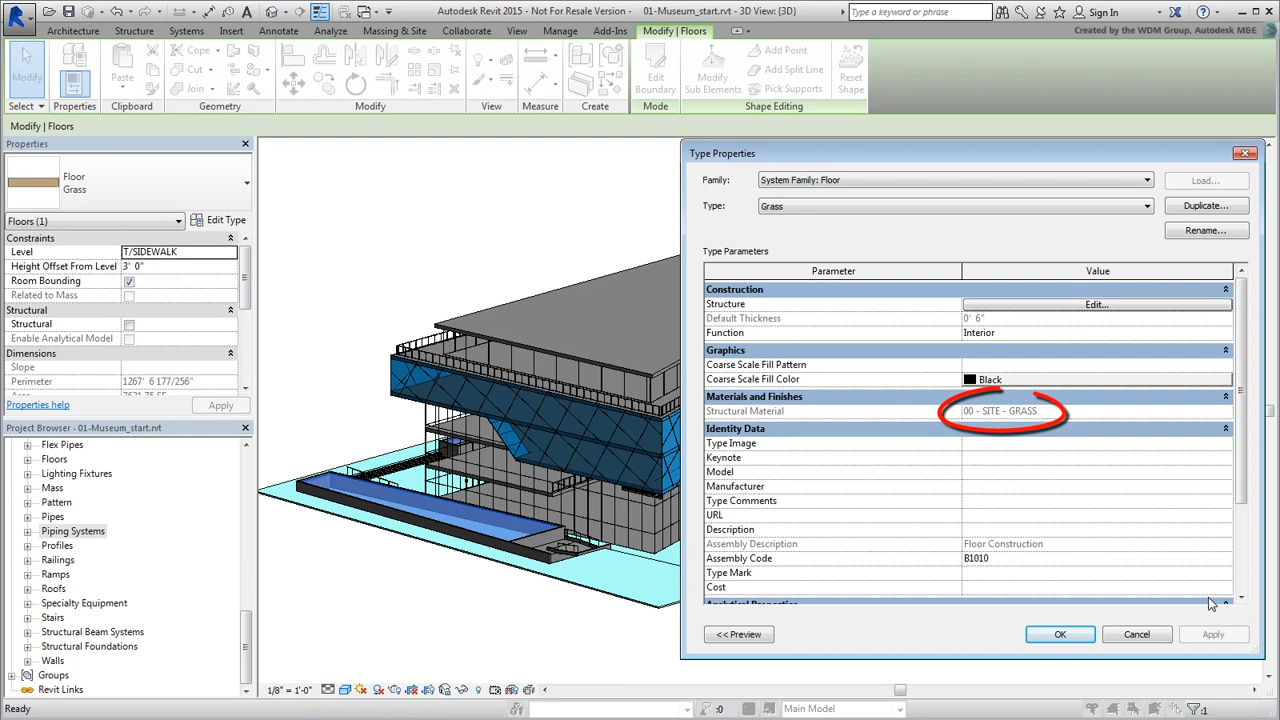 Autodesk Revit 2015 - Not For Resale Version - 01-Museum_start.rvt - 3D View: {3D}
Type a keyword or phrase
Sign In
Architecture Structure Systems Insert Annotate Analyze Massing & Site Collaborate View Manage Add-Ins Modify | Floors
Created by the WDM Group, Autodesk M&E
Modify
Properties
Paste
Cope
Cut
Join
Edit Boundary
Modify Sub Elements
Add Point
Add Split Line
Pick Supports
Reset Shape
Select Properties Clipboard Geometry Modify View Measure Create Mode Shape Editing
Modify | Floors
Properties
Floor
Grass
Floors (1)
Edit Type
Constraints
Level T/SIDEWALK
Height Offset From Level 3' 0"
Room Bounding
Related to Mass
Structural
Structural
Enable Analytical Model
Dimensions
Slope
Perimeter 1267' 6 177/256"
Properties help
Apply
Project Browser - 01-Museum_start.rvt
Flex Pipes
Floors
Lighting Fixtures
Mass
Pattern
Pipes
Piping Systems
Profiles
Railings
Ramps
Roofs
Specialty Equipment
Stairs
Structural Beam Systems
Structural Foundations
Walls
Groups
Revit Links
Type Properties
Family: System Family: Floor Load...
Type: Grass Duplicate...
Rename...
Type Parameters
Parameter Value
Construction
Structure Edit...
Default Thickness 0' 6"
Function Interior
Graphics
Coarse Scale Fill Pattern
Coarse Scale Fill Color Black
Materials and Finishes
Structural Material 00 - SITE - GRASS
Identity Data
Type Image
Keynote
Model
Manufacturer
Type Comments
URL
Description
Assembly Description Floor Construction
Assembly Code B1010
Type Mark
Cost
Analytical Properties
<< Preview OK Cancel Apply
1/8" = 1'-0"
Ready
:0
Main Model
:1